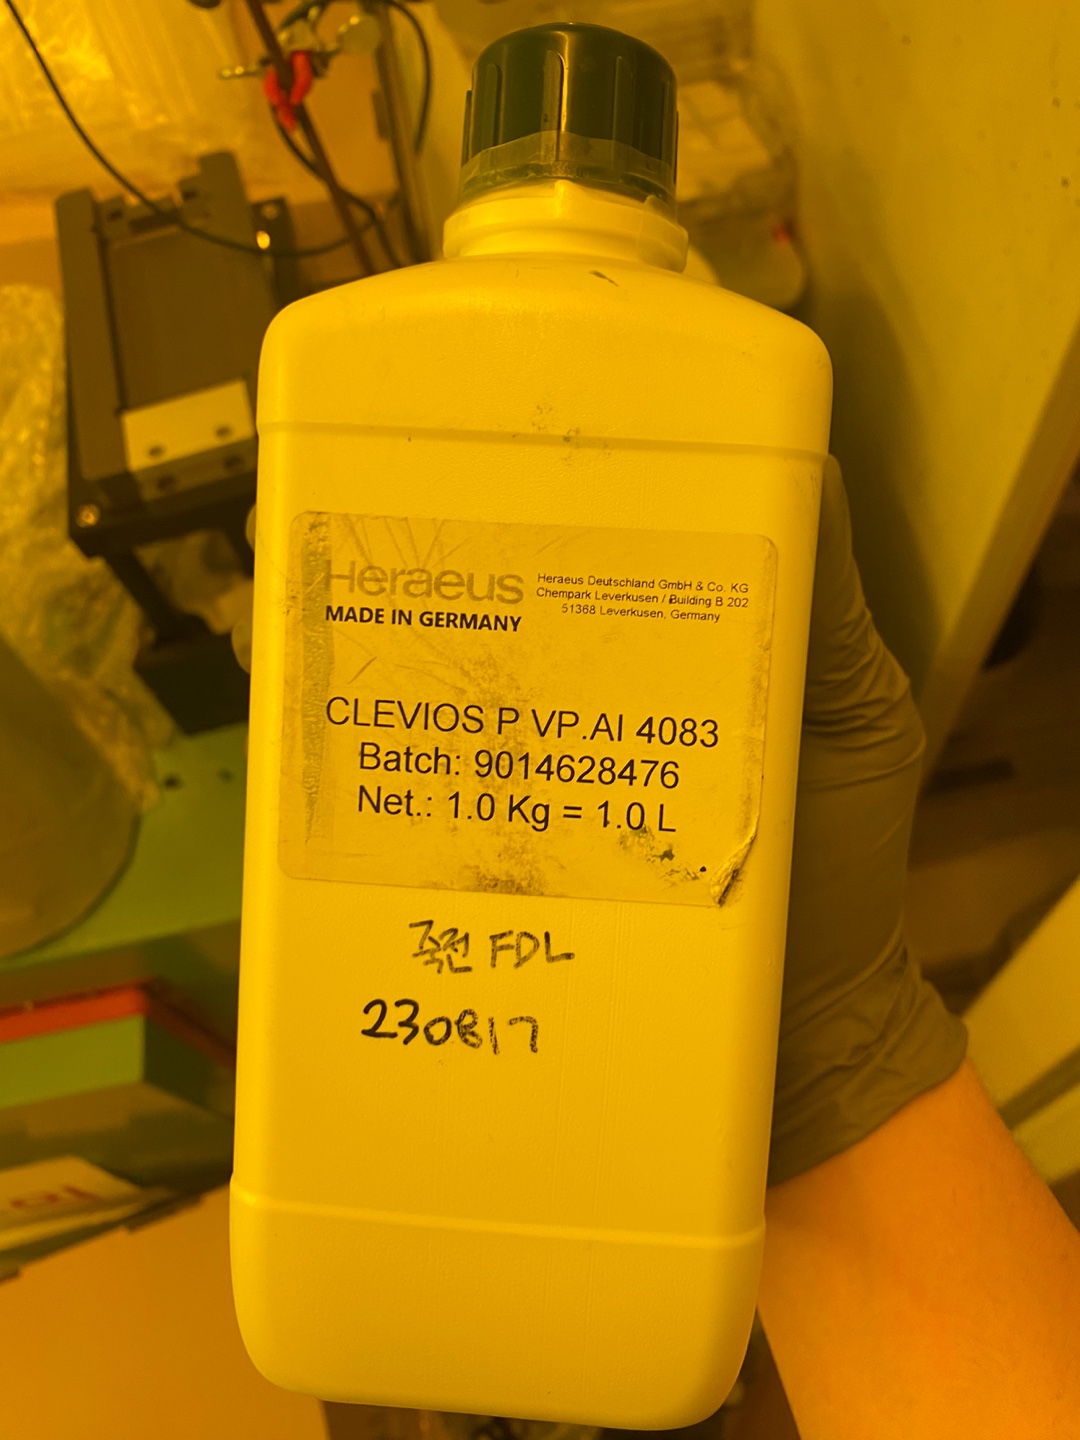 Heraeus
MADE IN GERMANY
Heraeus Deutschland GmbH & Co. KG
Chempark Leverkusen / Building B 202
51368 Leverkusen, Germany
CLEVIOS P VP.AI 4083
Batch: 9014628476
Net.: 1.0 Kg = 1.0 L
죽전 FDL
230817